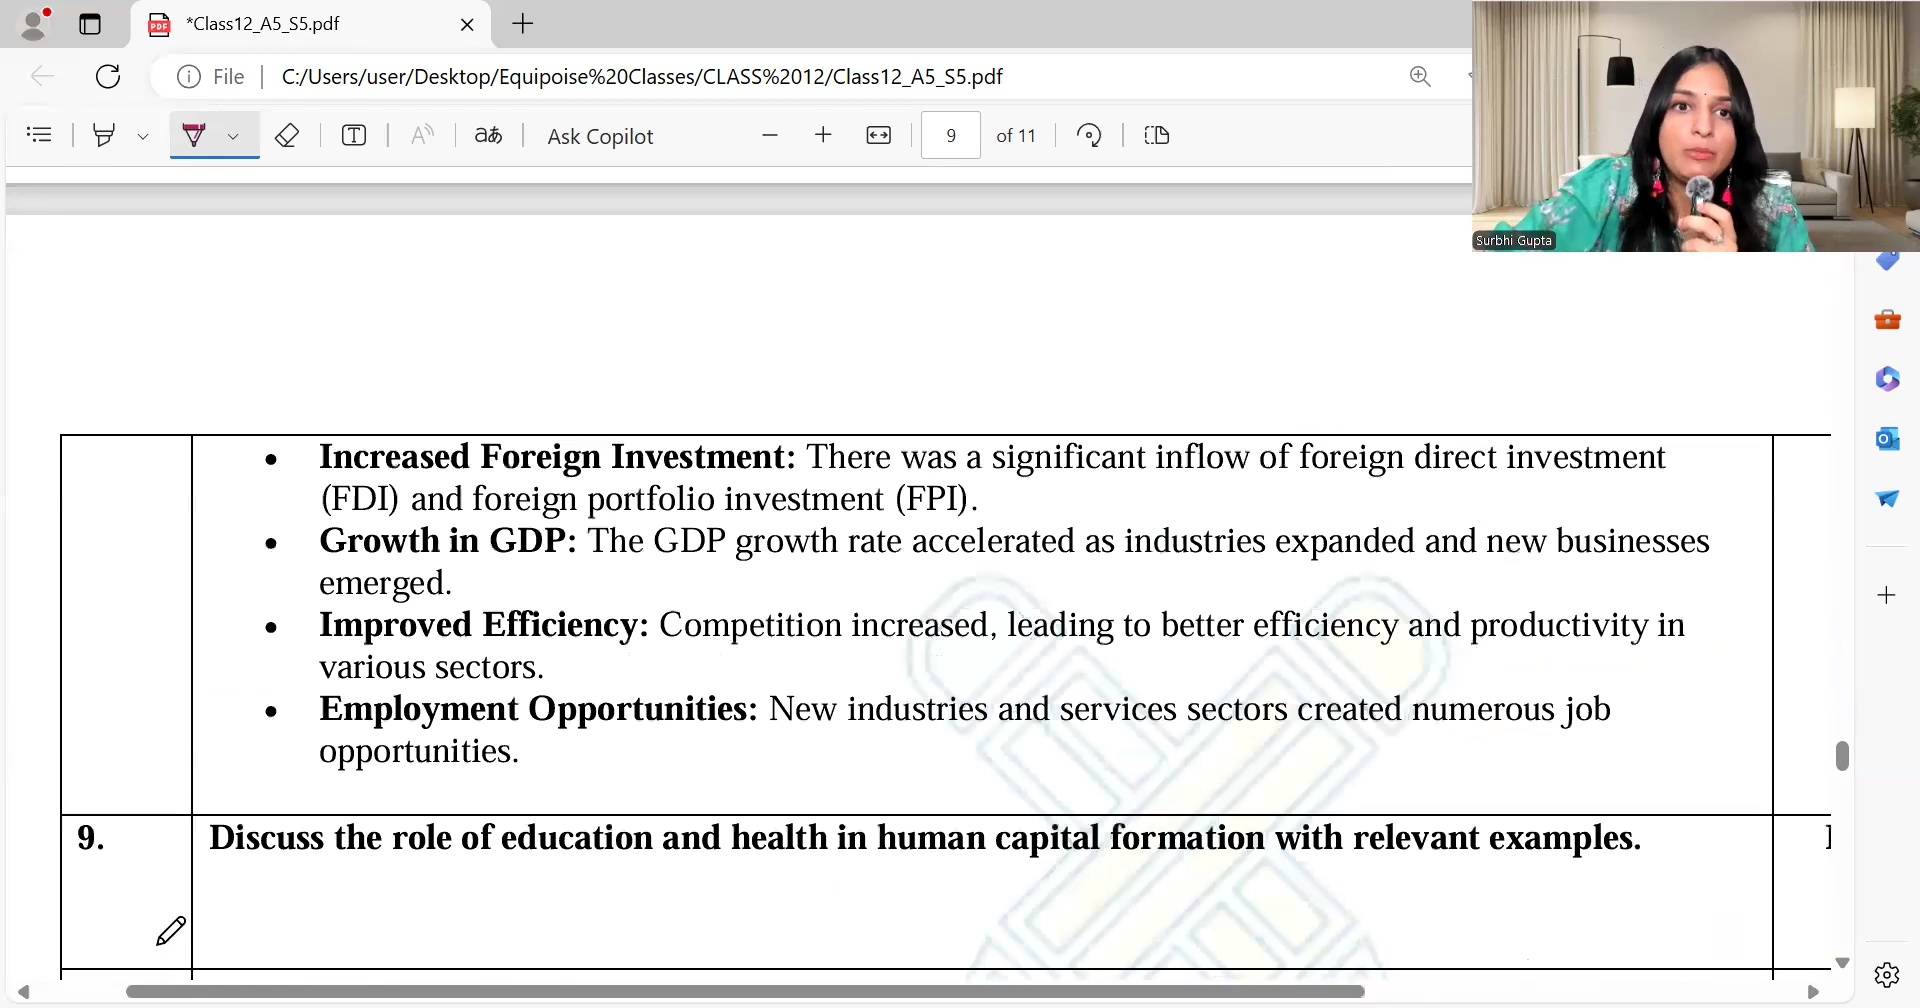 *Class12_A5_S5.pdf
File
C:/Users/user/Desktop/Equipoise%20Classes/CLASS%2012/Class12_A5_S5.pdf
Ask Copilot
9
of 11
Surbhi Gupta
• Increased Foreign Investment: There was a significant inflow of foreign direct investment
(FDI) and foreign portfolio investment (FPI).
• Growth in GDP: The GDP growth rate accelerated as industries expanded and new businesses
emerged.
• Improved Efficiency: Competition increased, leading to better efficiency and productivity in
various sectors.
• Employment Opportunities: New industries and services sectors created numerous job
opportunities.
9.
Discuss the role of education and health in human capital formation with relevant examples.